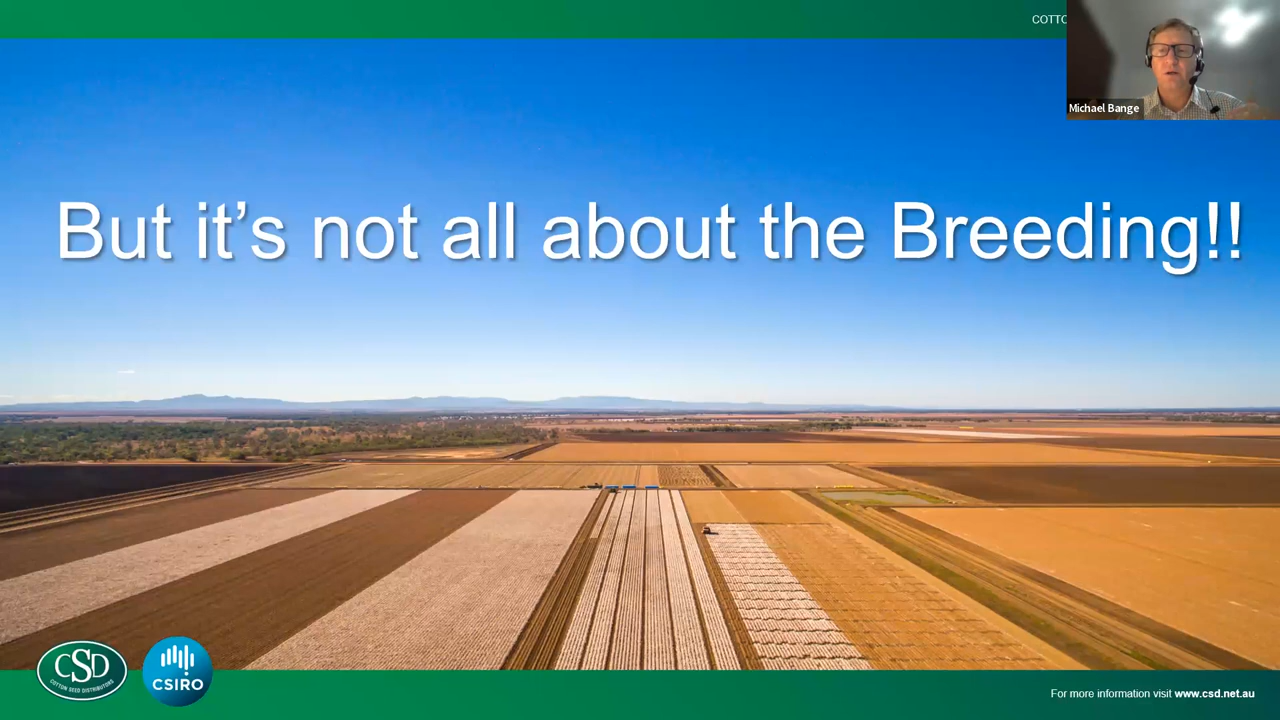 COTTO
Michael Bange
But it’s not all about the Breeding!!
CSD
COTTON SEED DISTRIBUTORS
CSIRO
For more information visit www.csd.net.au